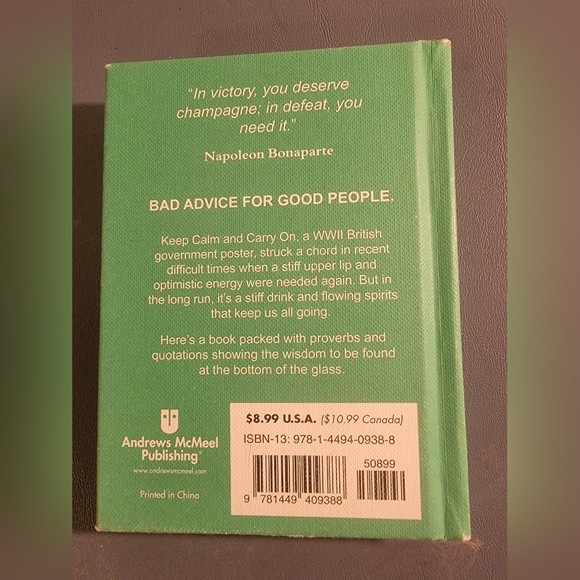 “In victory, you deserve
champagne; in defeat, you
need it.”
Napoleon Bonaparte
BAD ADVICE FOR GOOD PEOPLE.
Keep Calm and Carry On, a WWII British
government poster, struck a chord in recent
difficult times when a stiff upper lip and
optimistic energy were needed again. But in
the long run, it’s a stiff drink and flowing spirits
that keep us all going.
Here’s a book packed with proverbs and
quotations showing the wisdom to be found
at the bottom of the glass.
Andrews McMeel
Publishing®
www.andrewsmcmeel.com
Printed in China
$8.99 U.S.A. ($10.99 Canada)
ISBN-13: 978-1-4494-0938-8
50899
9 781449 409388